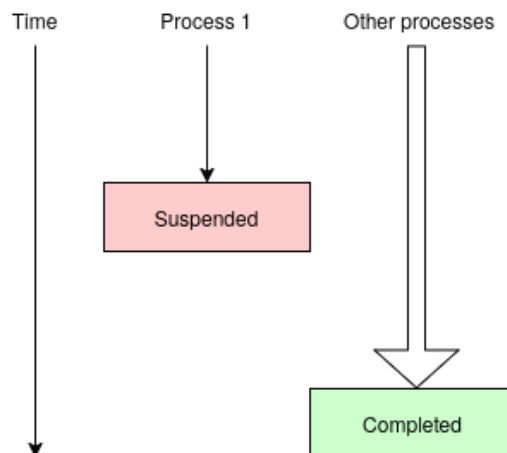 Time
Process 1
Other processes
Suspended
Completed